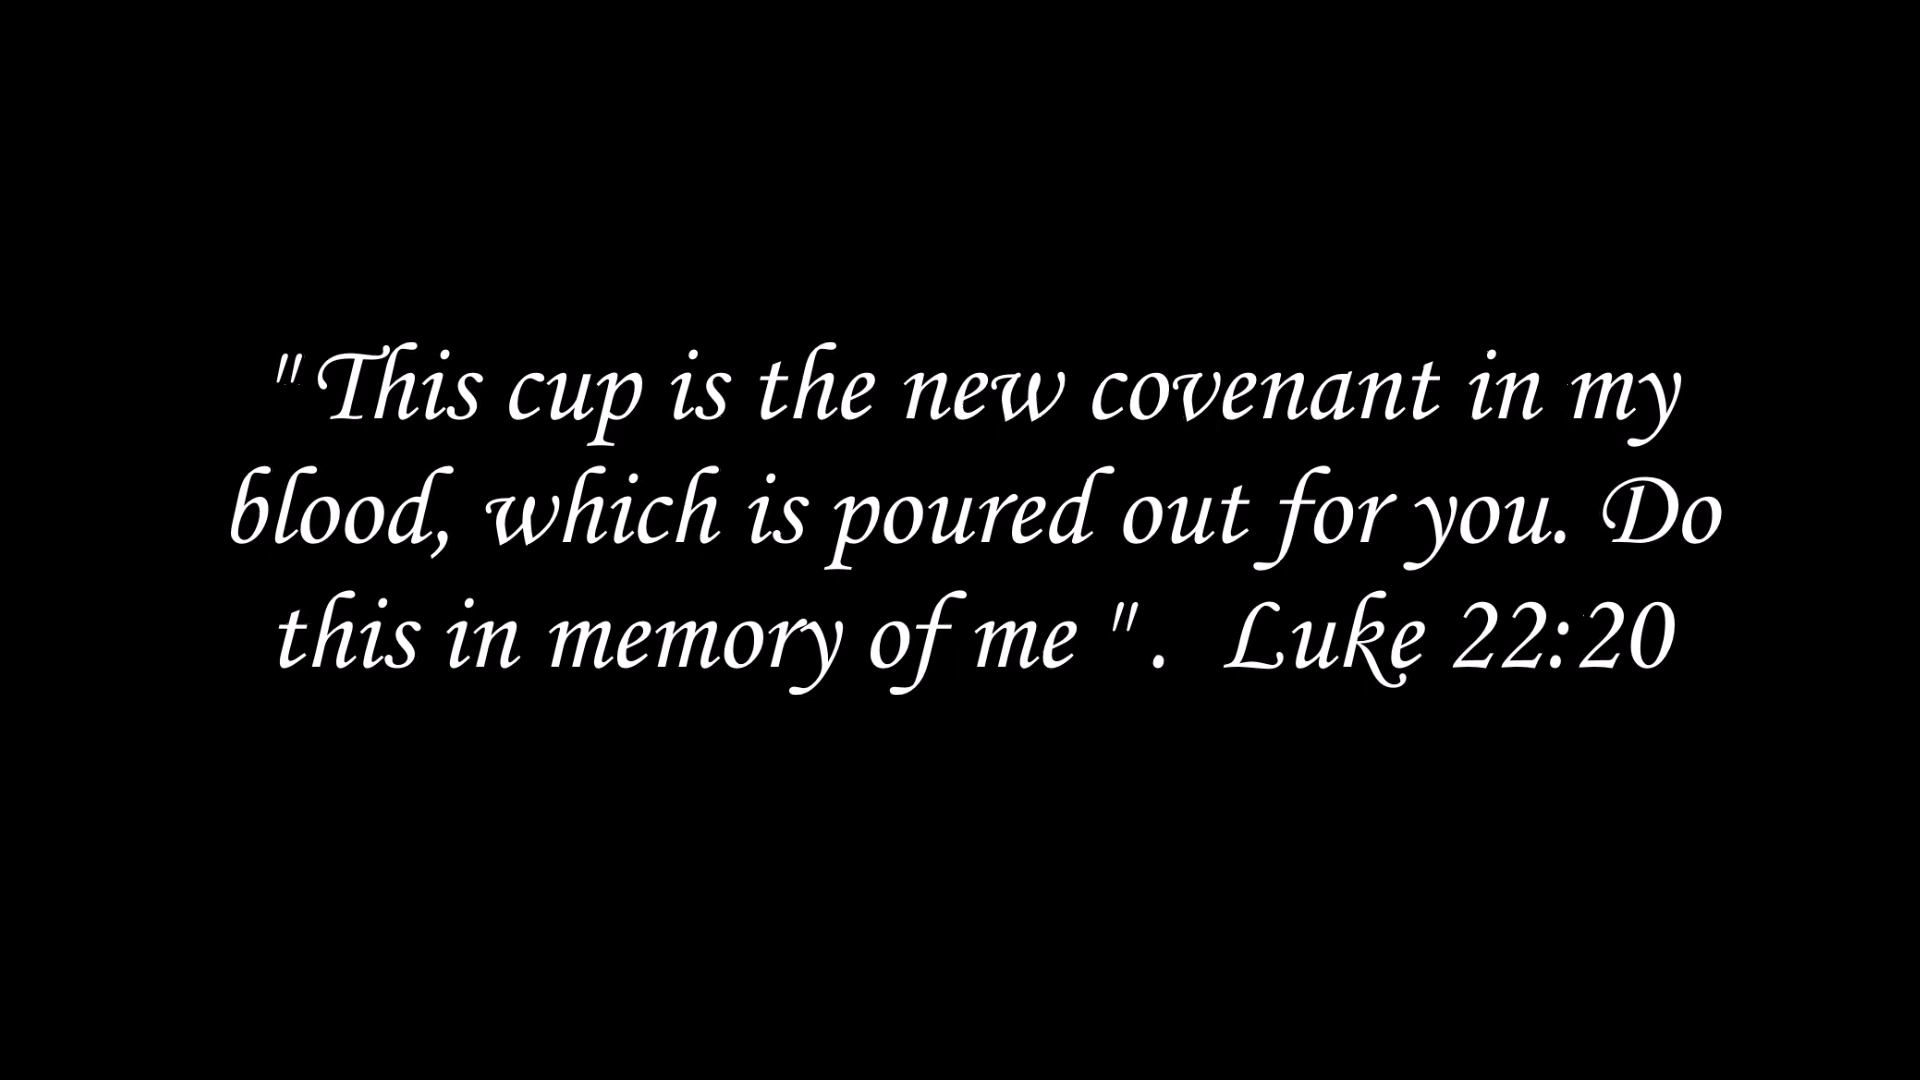 "This cup is the new covenant in my
blood, which is poured out for you. Do
this in memory of me ". Luke 22:20